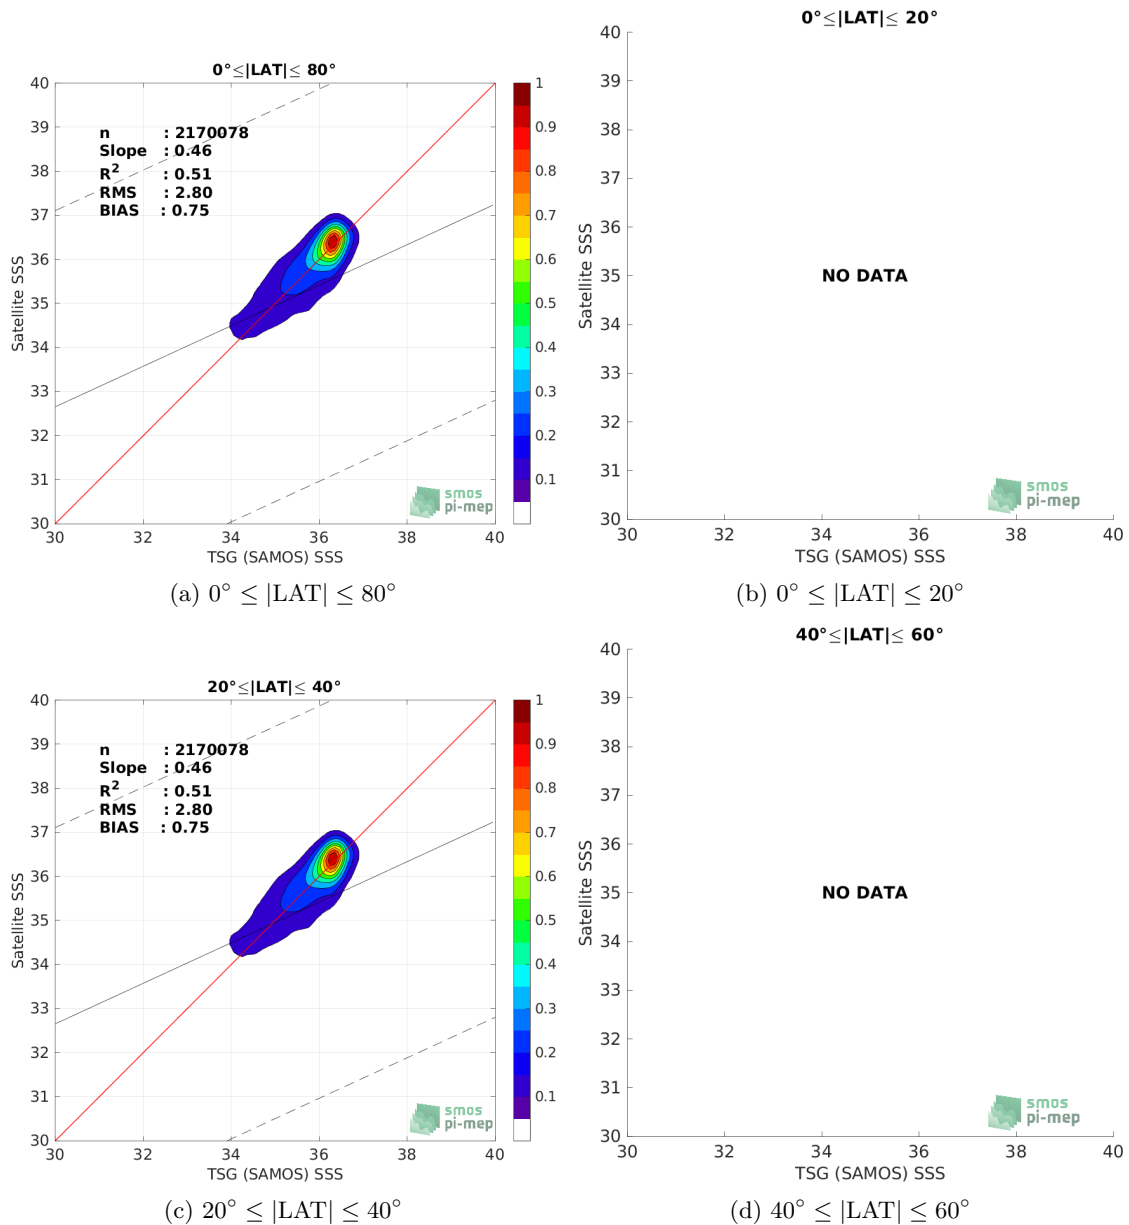 0°≤|LAT|≤ 80°
40
39
38
37
36
35
34
33
32
31
30
Satellite SSS
n : 2170078
Slope : 0.46
R² : 0.51
RMS : 2.80
BIAS : 0.75
1
0.9
0.8
0.7
0.6
0.5
0.4
0.3
0.2
0.1
smos
pi-mep
30 32 34 36 38 40
TSG (SAMOS) SSS
(a) 0° ≤ |LAT| ≤ 80°
0°≤|LAT|≤ 20°
40
39
38
37
36
35
34
33
32
31
30
Satellite SSS
NO DATA
smos
pi-mep
30 32 34 36 38 40
TSG (SAMOS) SSS
(b) 0° ≤ |LAT| ≤ 20°
20°≤|LAT|≤ 40°
40
39
38
37
36
35
34
33
32
31
30
Satellite SSS
n : 2170078
Slope : 0.46
R² : 0.51
RMS : 2.80
BIAS : 0.75
1
0.9
0.8
0.7
0.6
0.5
0.4
0.3
0.2
0.1
smos
pi-mep
30 32 34 36 38 40
TSG (SAMOS) SSS
(c) 20° ≤ |LAT| ≤ 40°
40°≤|LAT|≤ 60°
40
39
38
37
36
35
34
33
32
31
30
Satellite SSS
NO DATA
smos
pi-mep
30 32 34 36 38 40
TSG (SAMOS) SSS
(d) 40° ≤ |LAT| ≤ 60°